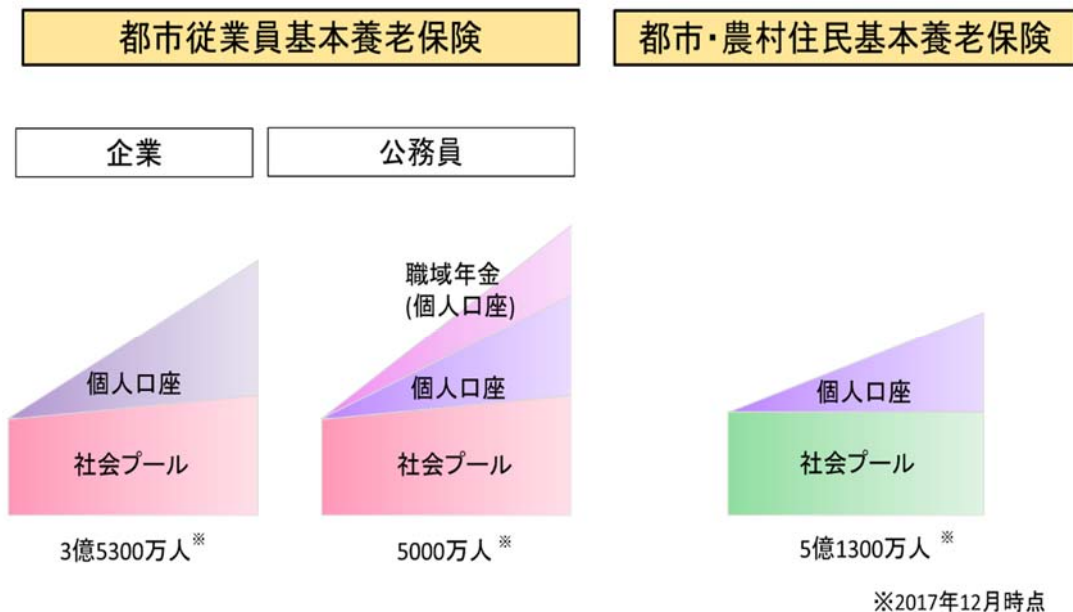 都市従業員基本養老保険
都市・農村住民基本養老保険
企業
公務員
職域年金
(個人口座)
個人口座
個人口座
個人口座
社会プール
社会プール
社会プール
3億5300万人※
5000万人※
5億1300万人※
※2017年12月時点